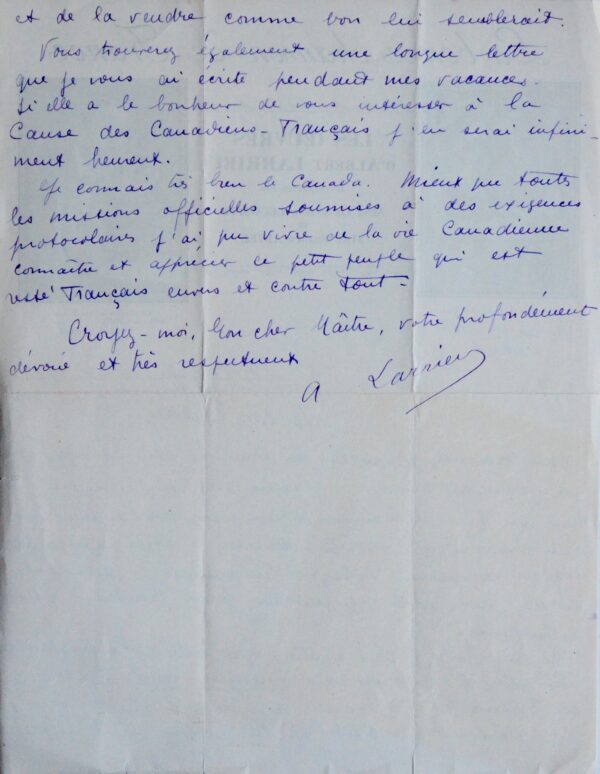 et de la vendre comme bon lui semblerait.
Vous trouverez également une longue lettre
que je vous ai écrite pendant mes vacances.
Si elle a le bonheur de vous intéresser à la
Cause des Canadiens-Français j'en serai infini-
ment heureux.
Je connais très bien le Canada. Mieux que toutes
les missions officielles soumises à des exigences
protocolaires j'ai pu vivre de la vie Canadienne
connaître et apprécier ce petit peuple qui est
resté Français envers et contre tout.
Croyez-moi, Mon cher Maître, votre profondément
dévoué et très respectueux
A Larrieu
LES OEUVRES
D'ALBERT LARRIEU